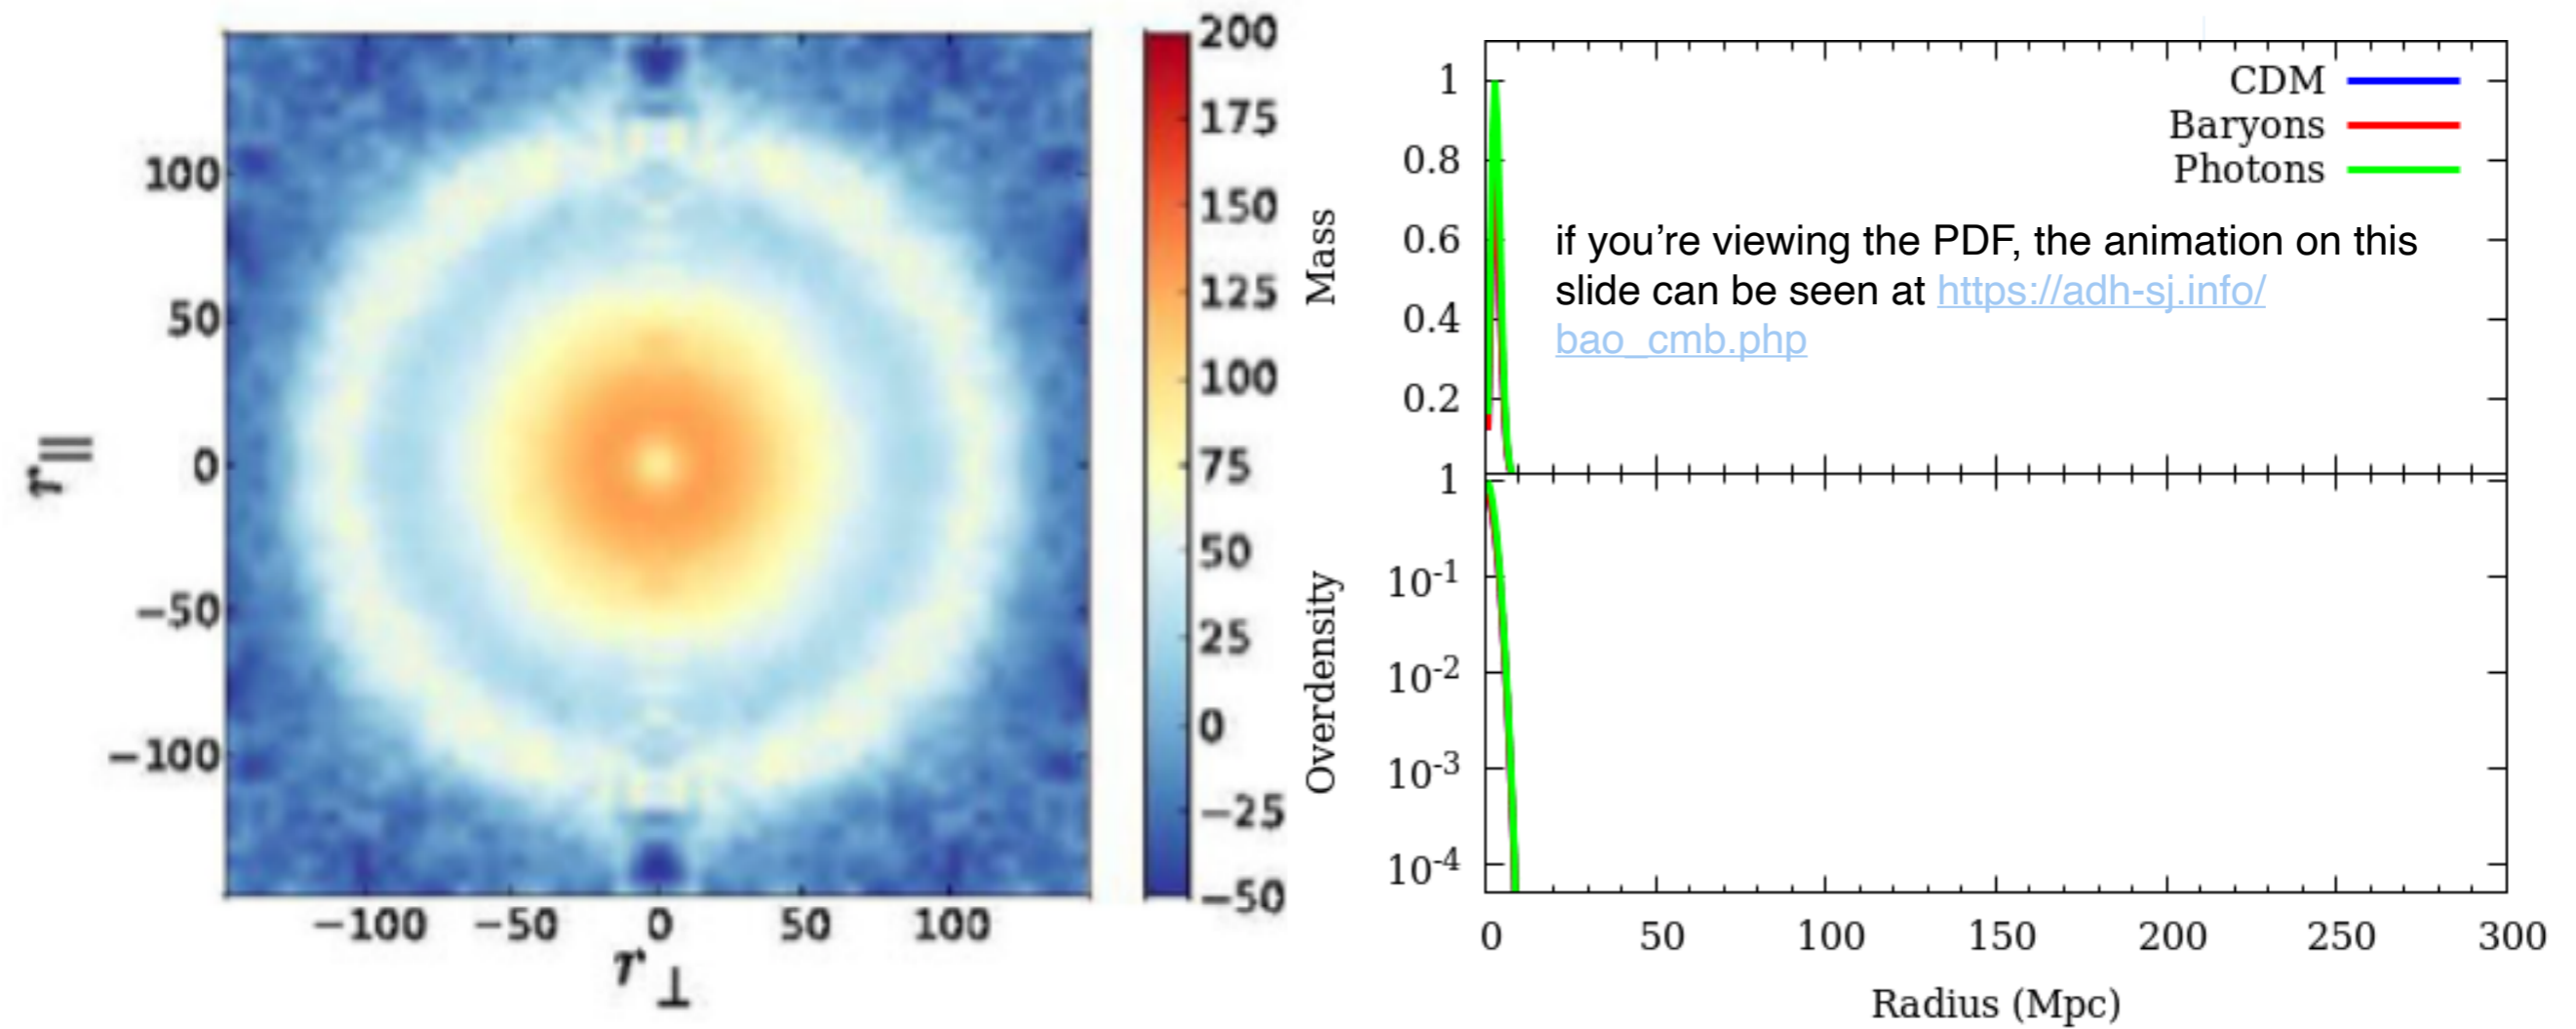 200
175
150
125
100
75
50
25
0
−25
−50
100
50
0
−50
−100
r∥
−100 −50 0 50 100
r⊥
Mass
1
0.8
0.6
0.4
0.2
CDM
Baryons
Photons
if you’re viewing the PDF, the animation on this
slide can be seen at https://adh-sj.info/
bao_cmb.php
Overdensity
1
10-1
10-2
10-3
10-4
0 50 100 150 200 250 300
Radius (Mpc)